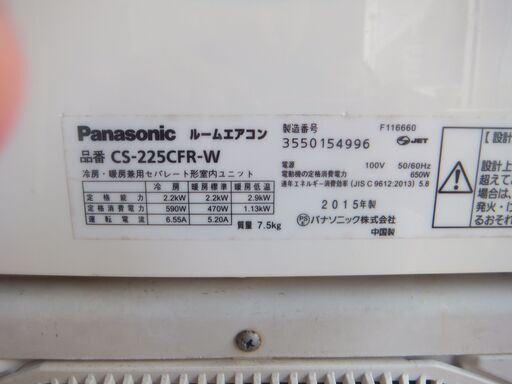 Panasonic ルームエアコン
品番 CS-225CFR-W
冷房・暖房兼用セパレート形室内ユニット
冷房 暖房標準 暖房低温
定格能力 2.2kW 2.2kW 2.9kW
定格消費電力 590W 470W 1.13kW
運転電流 6.55A 5.20A
質量 7.5kg
製造番号 F116660
3550154996 JET
電源 100V 50/60Hz
電動機の定格消費電力 650W
通年エネルギー消費効率 (JIS C 9612:2013) 5.8
2015年製
PS パナソニック株式会社
中国製
【設計
設計上
超えて
場合は、
発火・け
るおそれ